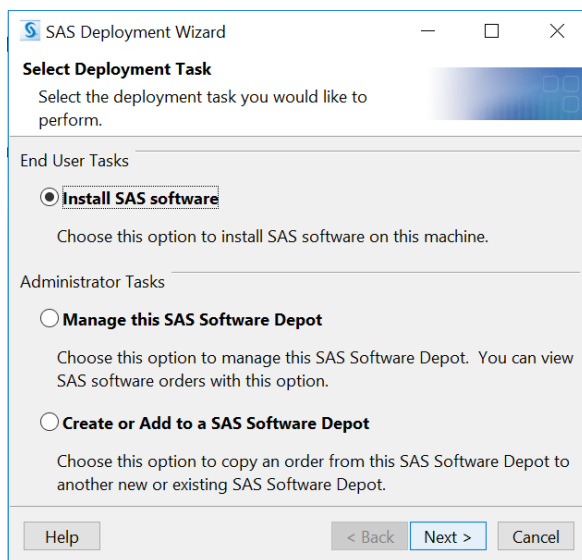 SAS Deployment Wizard
Select Deployment Task
Select the deployment task you would like to
perform.
End User Tasks
Install SAS software
Choose this option to install SAS software on this machine.
Administrator Tasks
Manage this SAS Software Depot
Choose this option to manage this SAS Software Depot.  You can view
SAS software orders with this option.
Create or Add to a SAS Software Depot
Choose this option to copy an order from this SAS Software Depot to
another new or existing SAS Software Depot.
Help < Back Next > Cancel